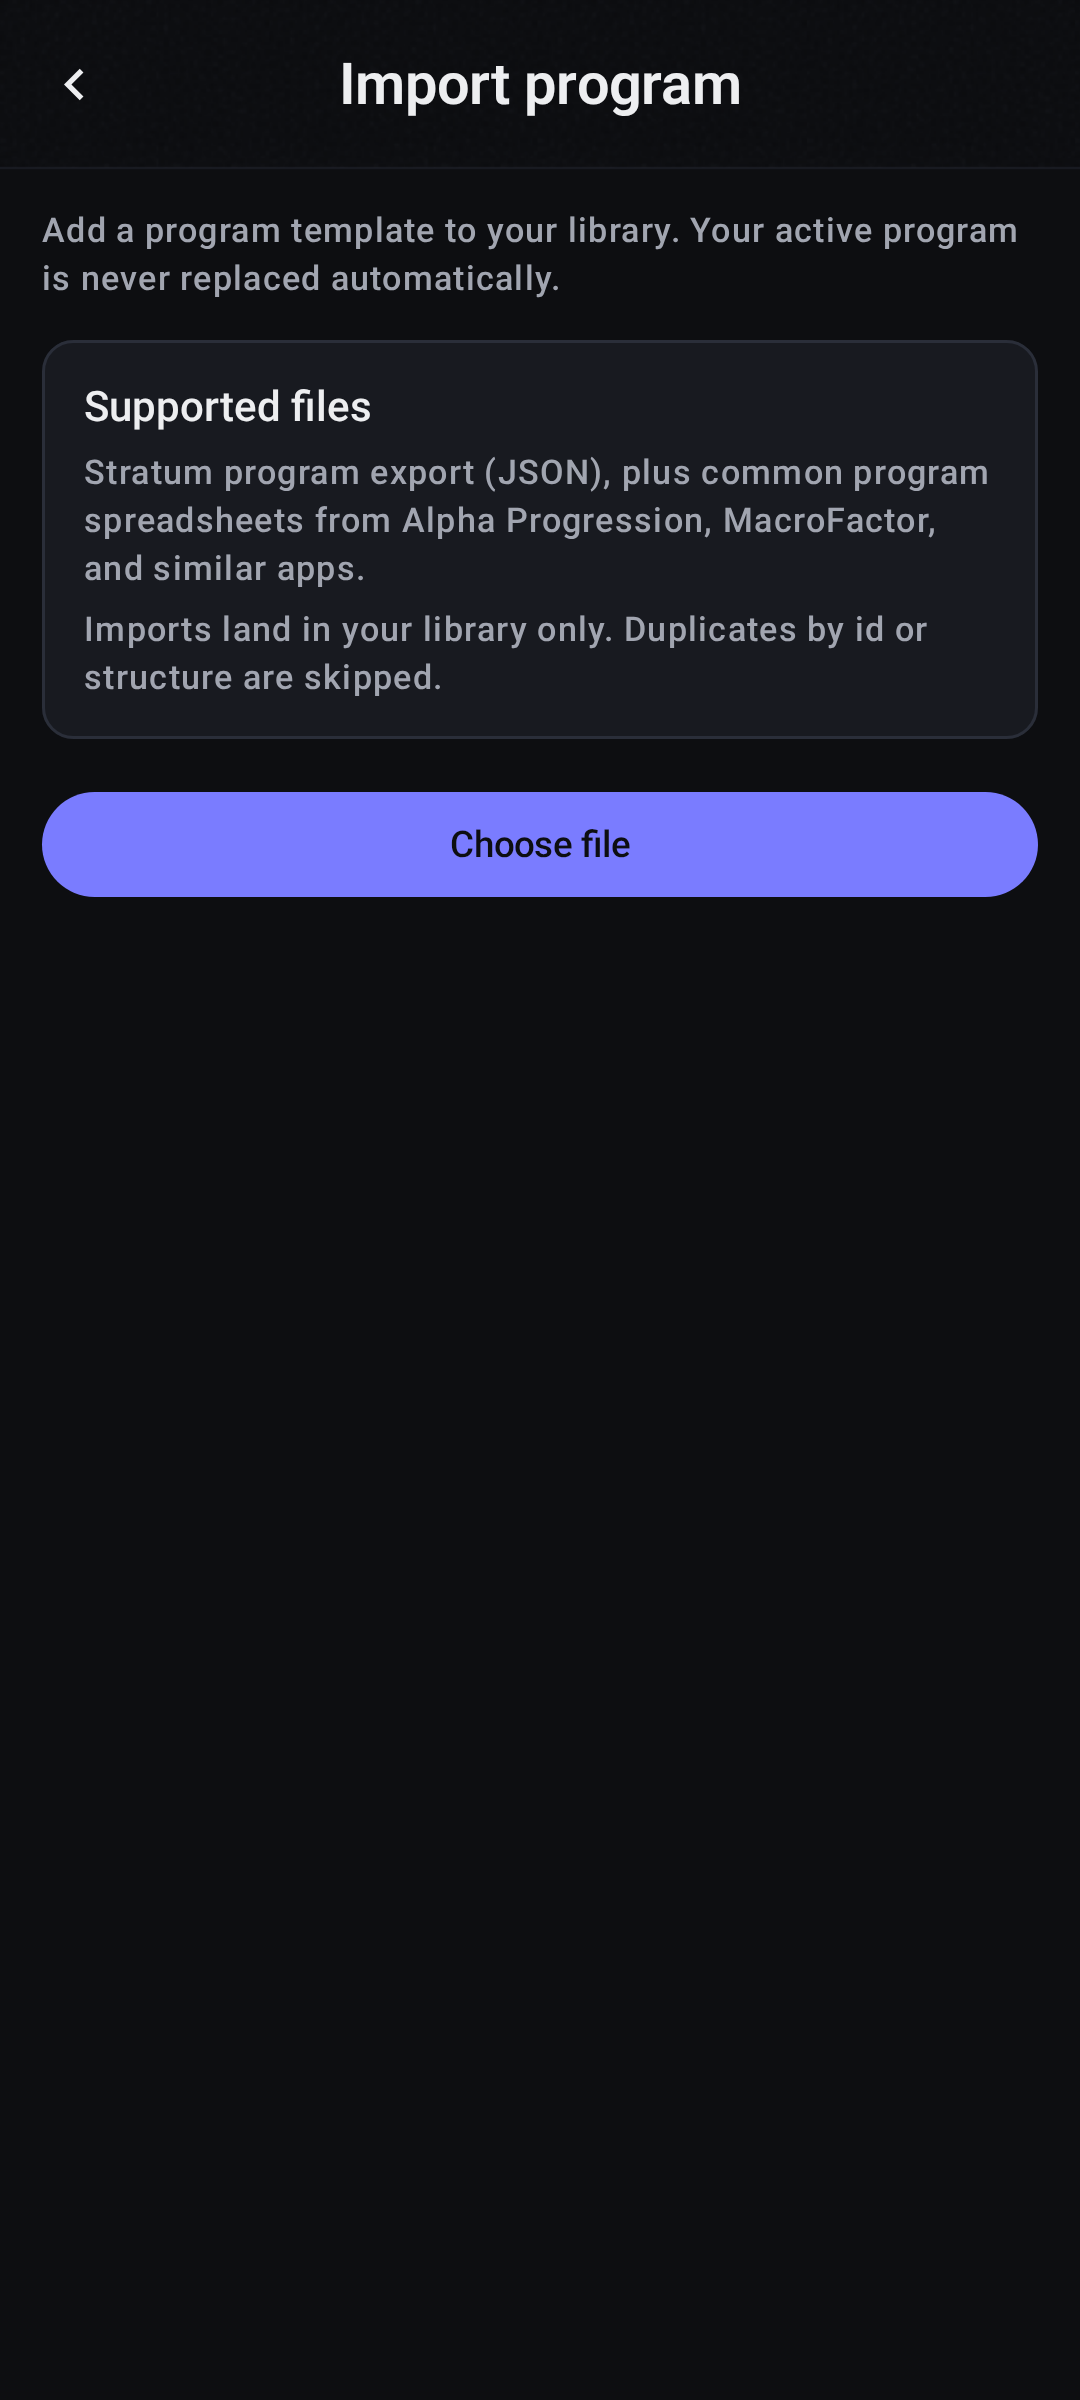 Import program
Add a program template to your library. Your active program
is never replaced automatically.
Supported files
Stratum program export (JSON), plus common program
spreadsheets from Alpha Progression, MacroFactor,
and similar apps.
Imports land in your library only. Duplicates by id or
structure are skipped.
Choose file